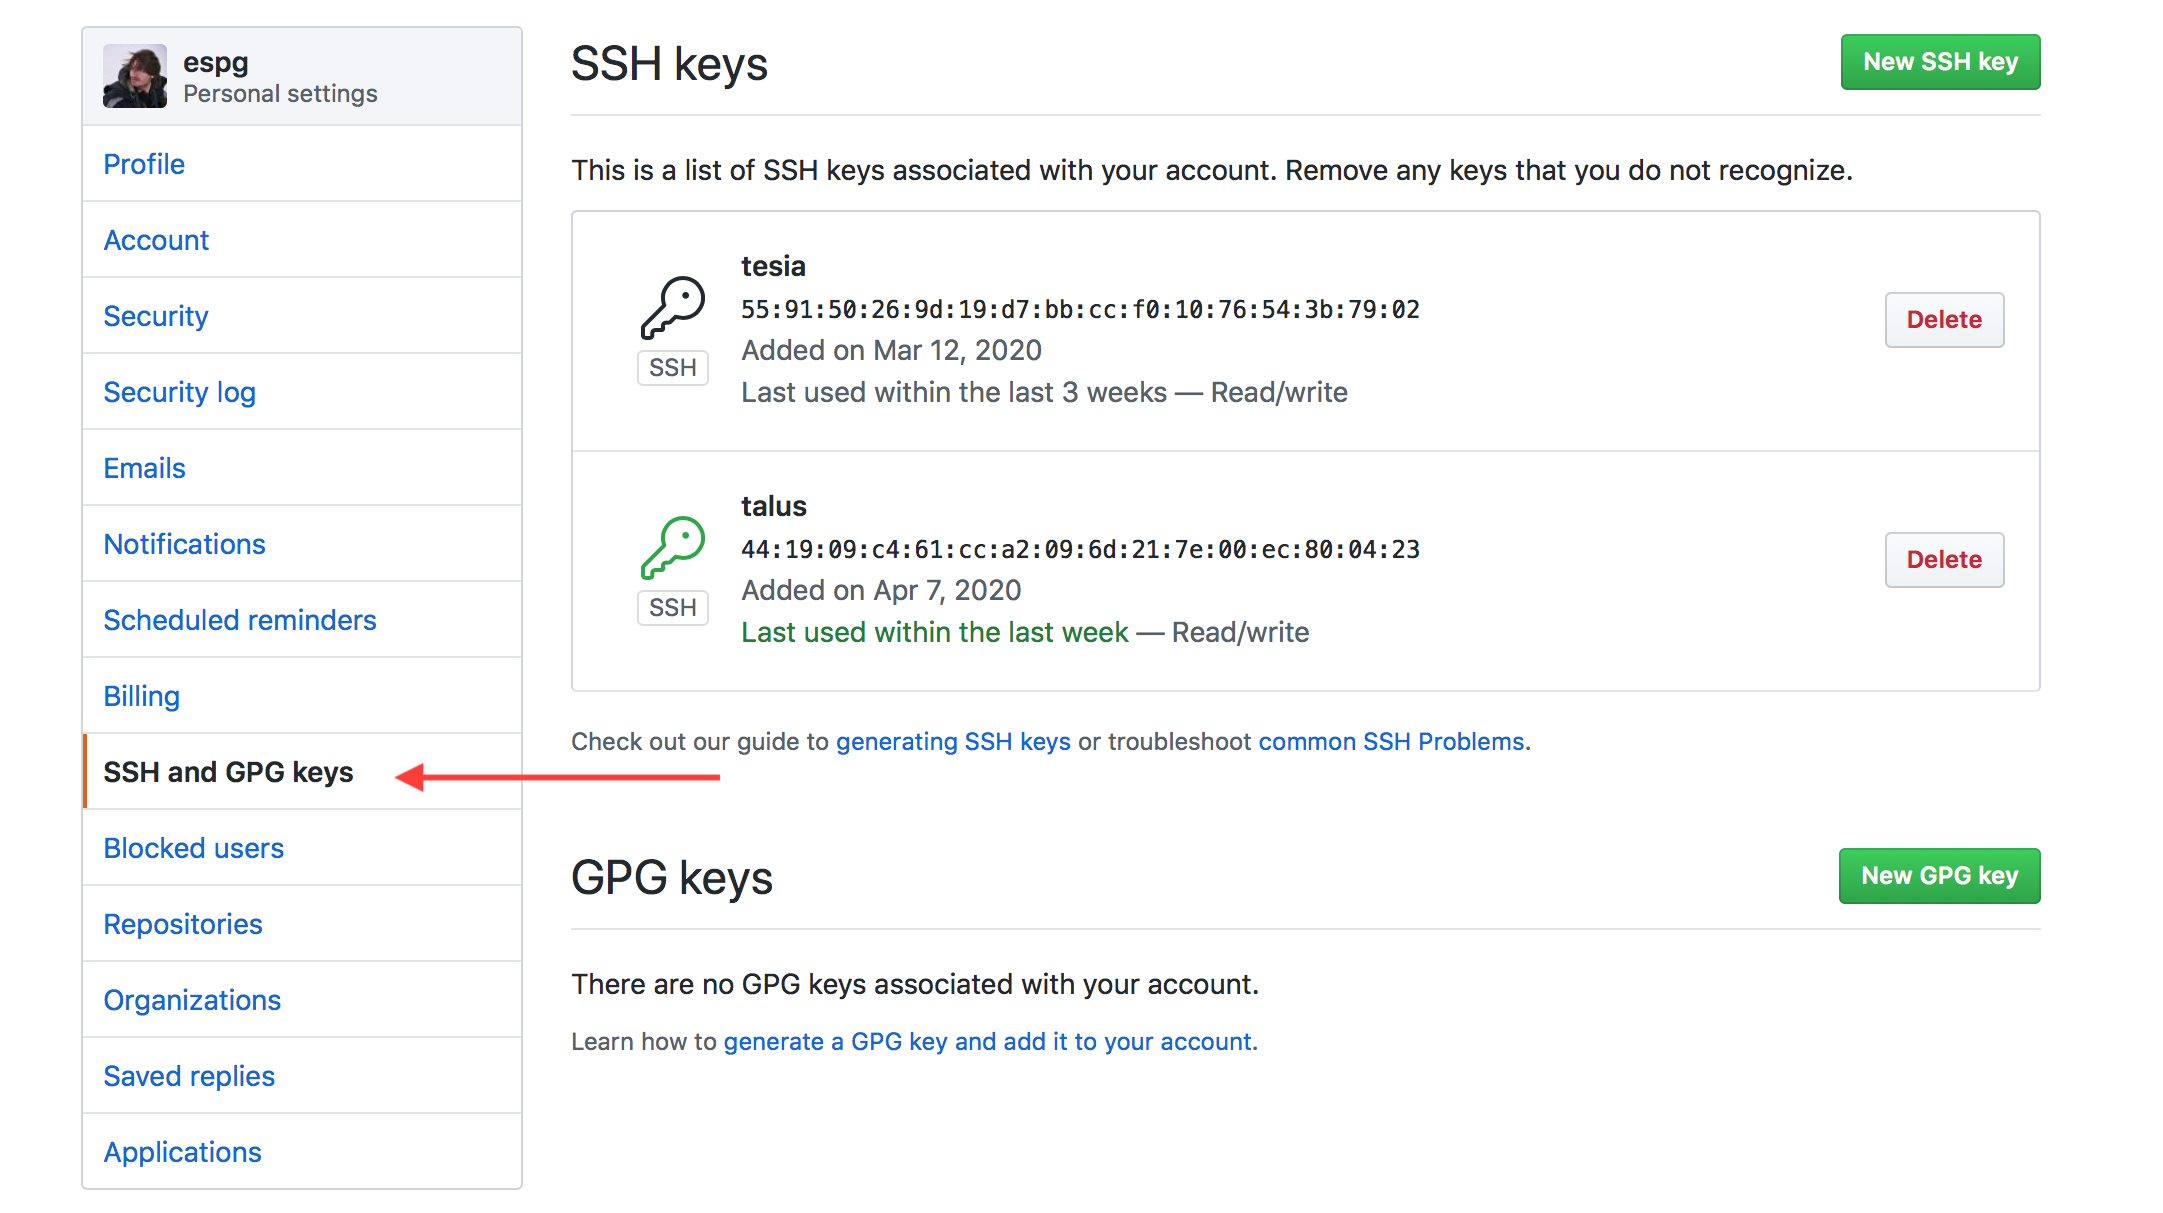 espg
Personal settings
Profile
Account
Security
Security log
Emails
Notifications
Scheduled reminders
Billing
SSH and GPG keys
Blocked users
Repositories
Organizations
Saved replies
Applications
SSH keys
New SSH key
This is a list of SSH keys associated with your account. Remove any keys that you do not recognize.
tesia
55:91:50:26:9d:19:d7:bb:cc:f0:10:76:54:3b:79:02
Added on Mar 12, 2020
Last used within the last 3 weeks — Read/write
SSH
Delete
talus
44:19:09:c4:61:cc:a2:09:6d:21:7e:00:ec:80:04:23
Added on Apr 7, 2020
Last used within the last week — Read/write
SSH
Delete
Check out our guide to generating SSH keys or troubleshoot common SSH Problems.
GPG keys
New GPG key
There are no GPG keys associated with your account.
Learn how to generate a GPG key and add it to your account.